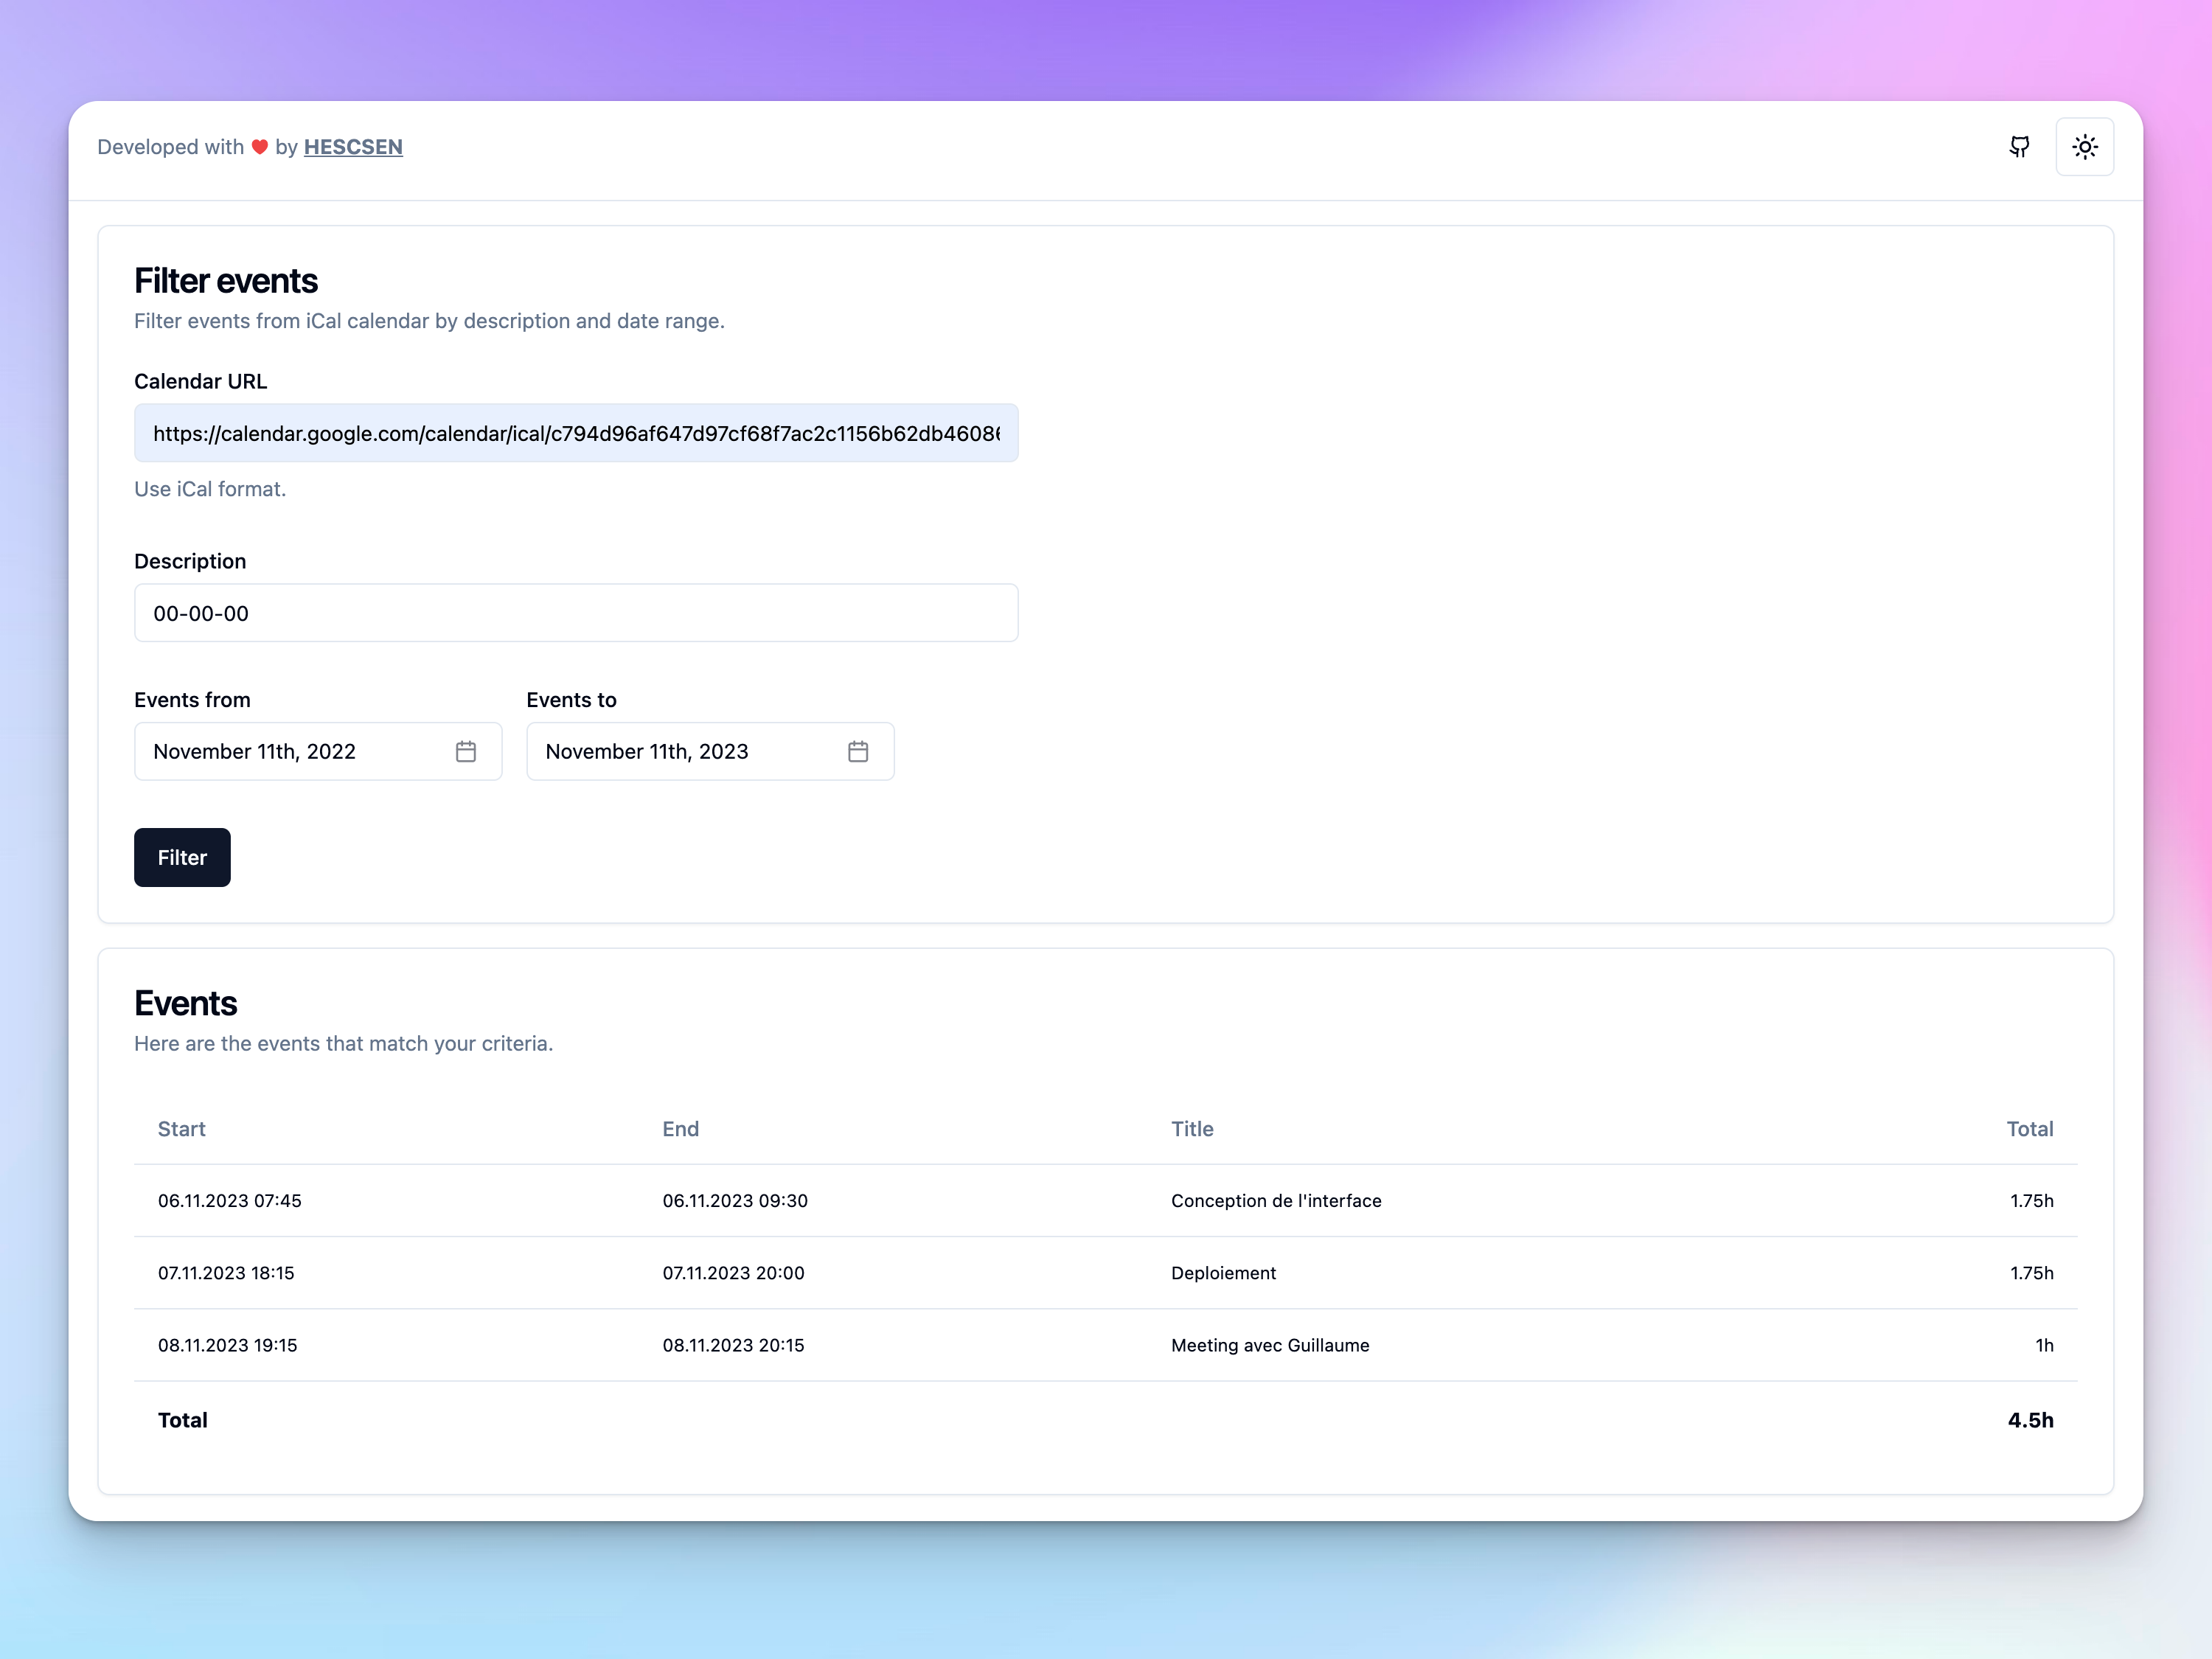 Developed with ❤️ by HESCSEN
Filter events
Filter events from iCal calendar by description and date range.
Calendar URL
https://calendar.google.com/calendar/ical/c794d96af647d97cf68f7ac2c1156b62db4608
Use iCal format.
Description
00-00-00
Events from Events to
November 11th, 2022 November 11th, 2023
Filter
Events
Here are the events that match your criteria.
Start End Title Total
06.11.2023 07:45 06.11.2023 09:30 Conception de l'interface 1.75h
07.11.2023 18:15 07.11.2023 20:00 Deploiement 1.75h
08.11.2023 19:15 08.11.2023 20:15 Meeting avec Guillaume 1h
Total 4.5h